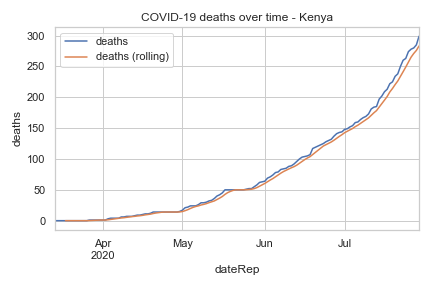 COVID-19 deaths over time - Kenya
deaths
deaths (rolling)
300
250
200
150
100
50
0
deaths
Apr
2020
May
Jun
Jul
dateRep